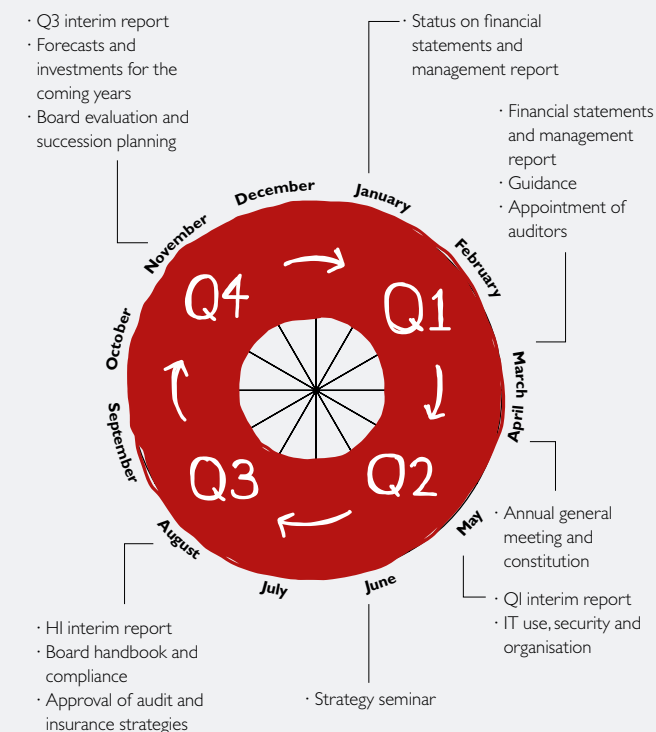 · Q3 interim report
· Forecasts and
investments for the
coming years
· Board evaluation and
succession planning
· Status on financial
statements and
management report
· Financial statements
and management
report
· Guidance
· Appointment of
auditors
December
January
November
February
October
March
September
April
August
May
July
June
Q4
Q1
Q3
Q2
· Annual general
meeting and
constitution
· Q1 interim report
· IT use, security and
organisation
· H1 interim report
· Board handbook and
compliance
· Approval of audit and
insurance strategies
· Strategy seminar